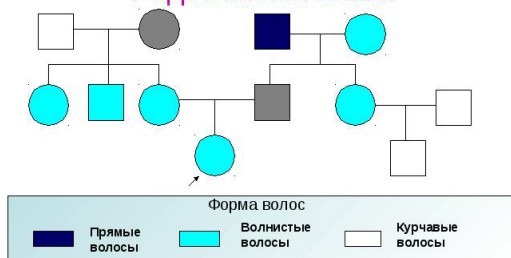 Форма волос
Прямые волосы
Волнистые волосы
Курчавые волосы